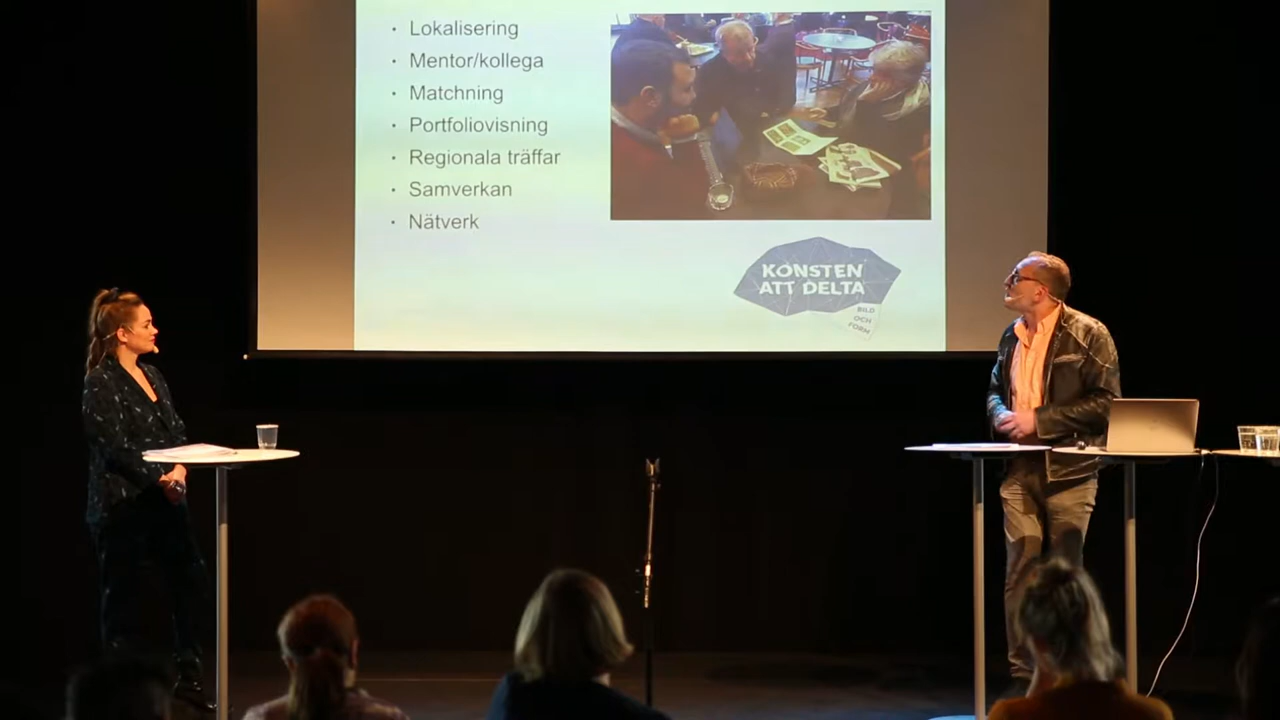 Lokalisering
Mentor/kollega
Matchning
Portfoliovisning
Regionala träffar
Samverkan
Nätverk
KONSTEN
ATT DELTA
BILD
OCH
FORM